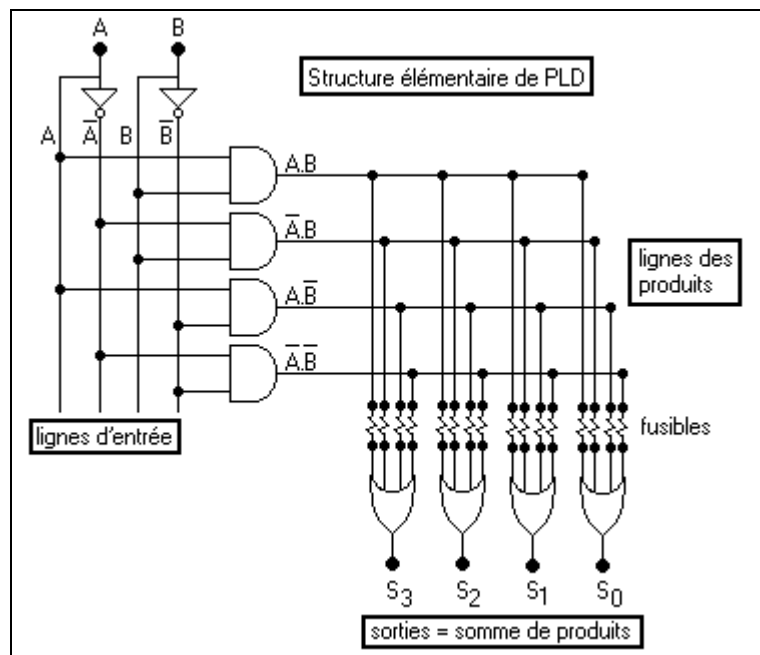 A B
Structure élémentaire de PLD
A A̅ B B̅
A.B
A̅.B
lignes des
produits
A.B̅
A̅.B̅
lignes d'entrée
fusibles
S₃ S₂ S₁ S₀
sorties = somme de produits